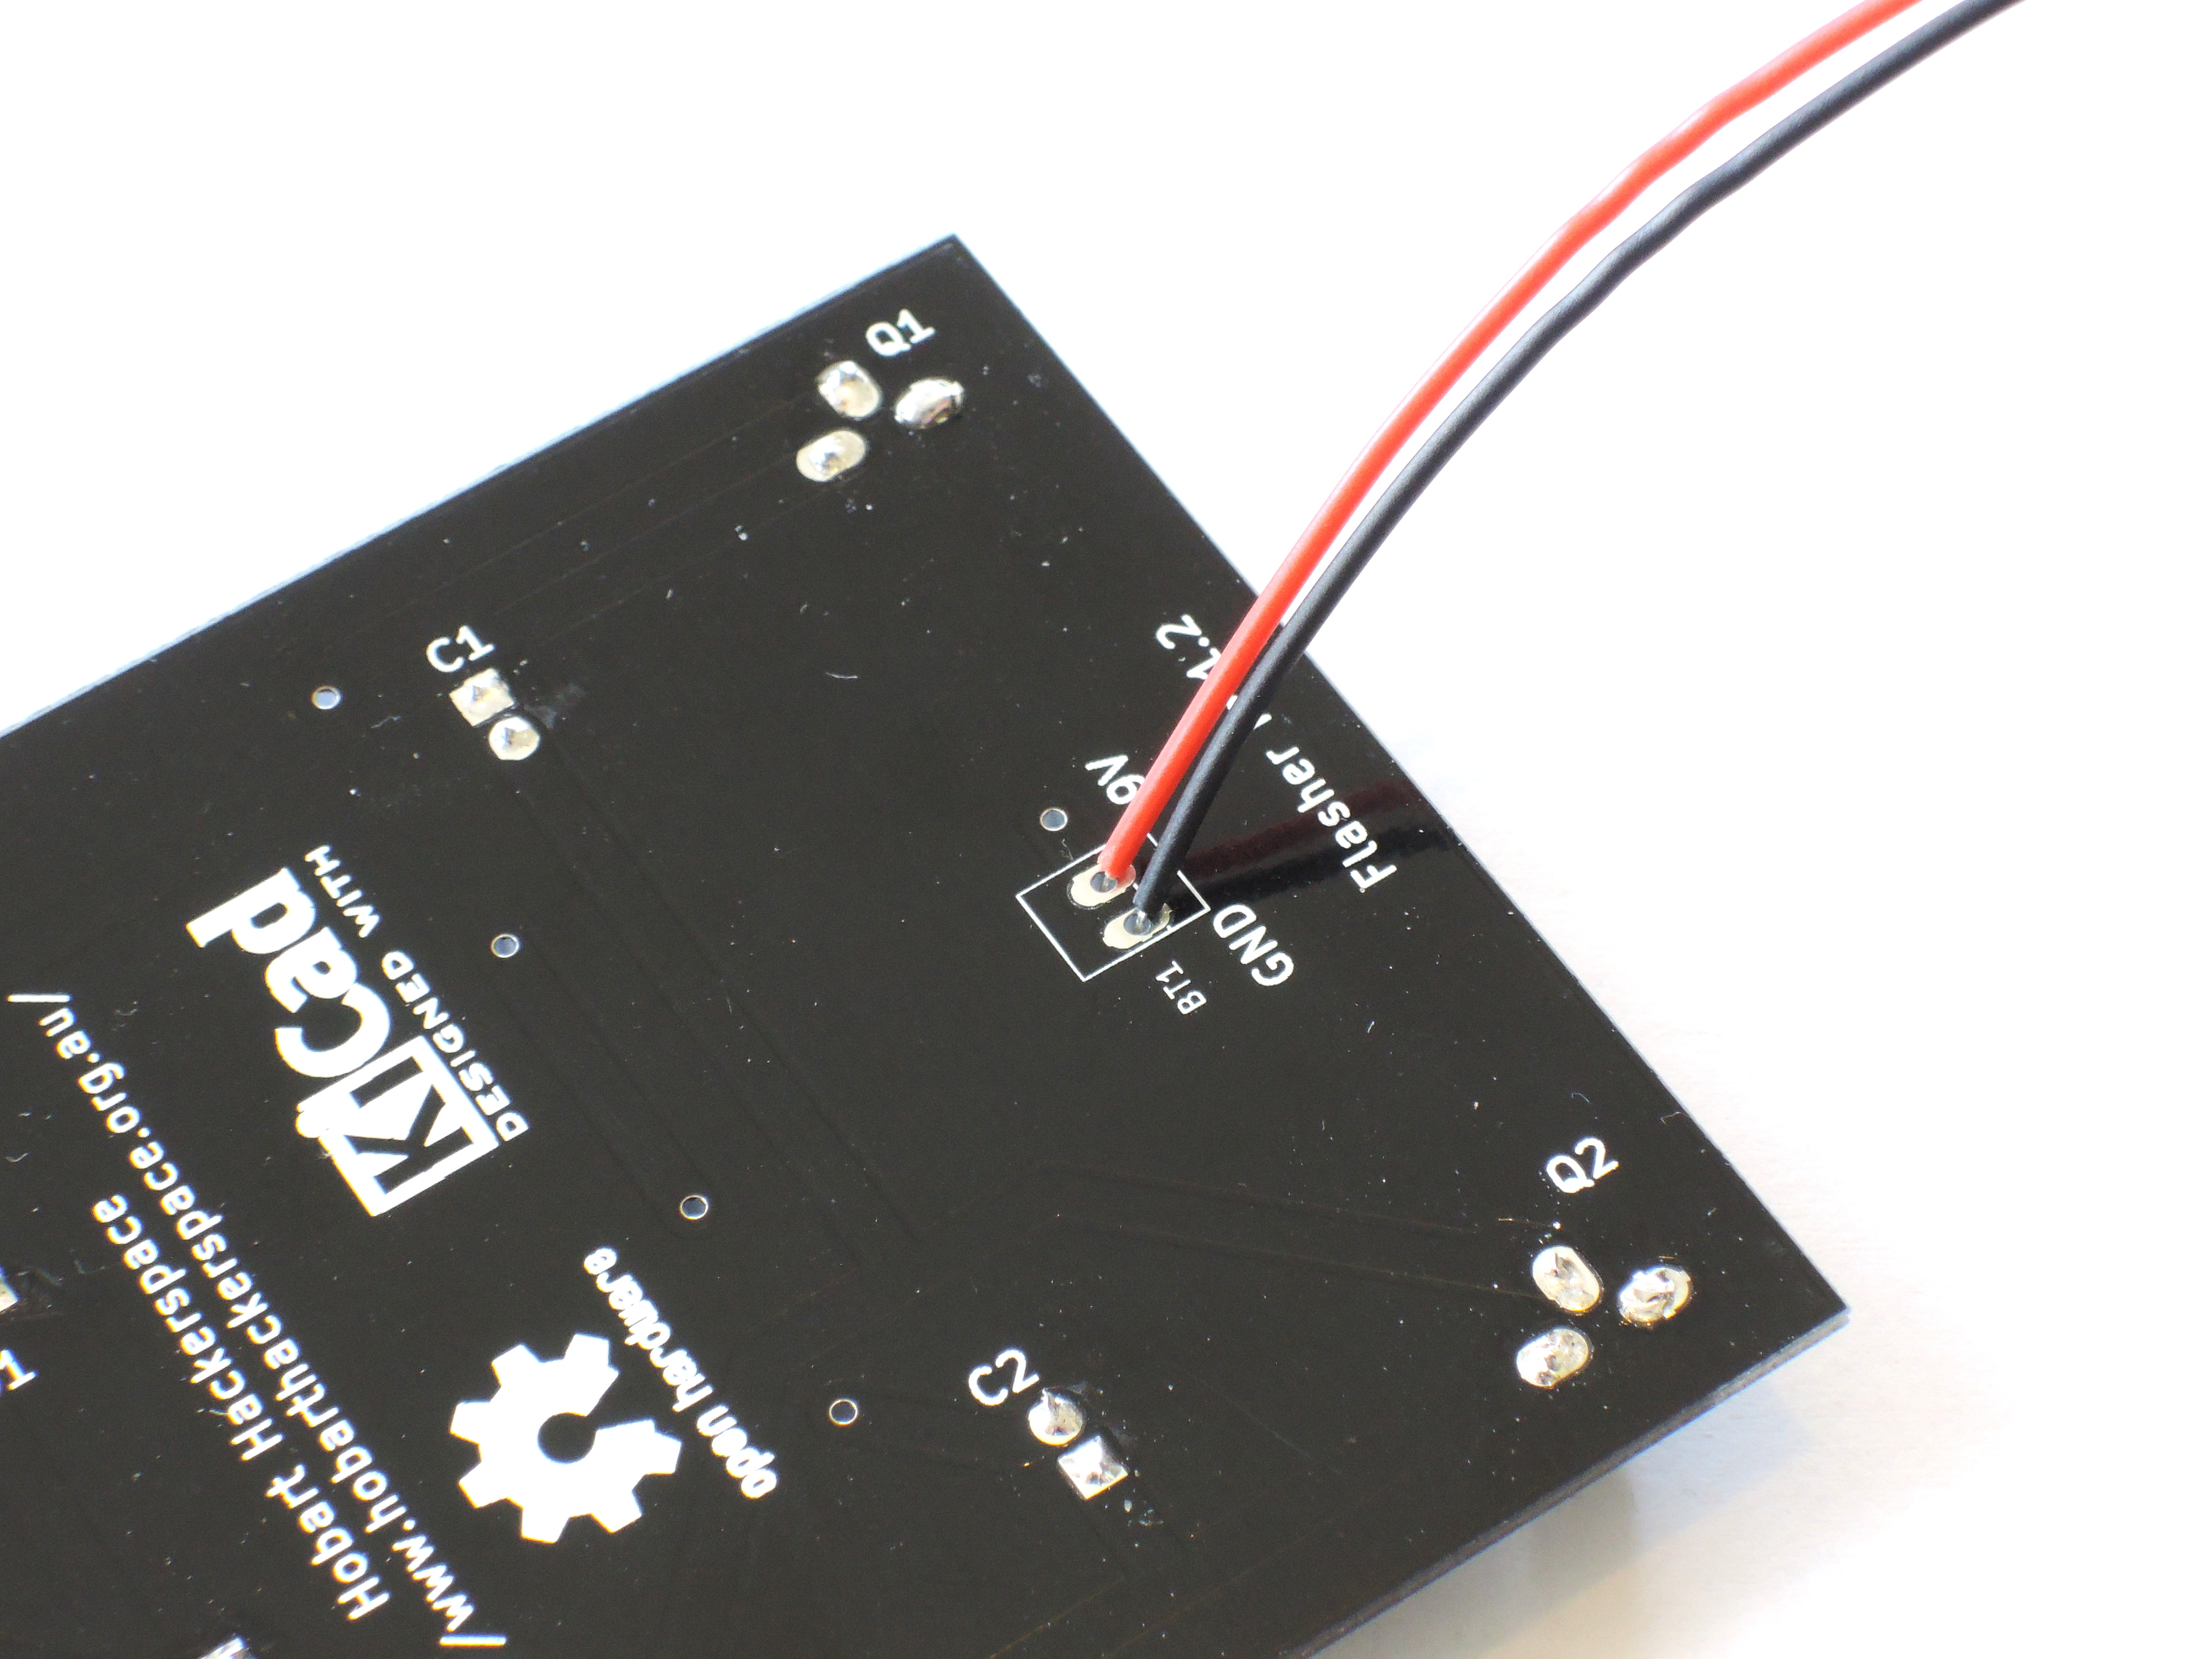 Q1
C1
9V
GND
BT1
Flasher
1.2
Q2
C2
DESIGNED WITH
KiCad
open hardware
Hobart Hackerspace
/www.hobarthackerspace.org.au/